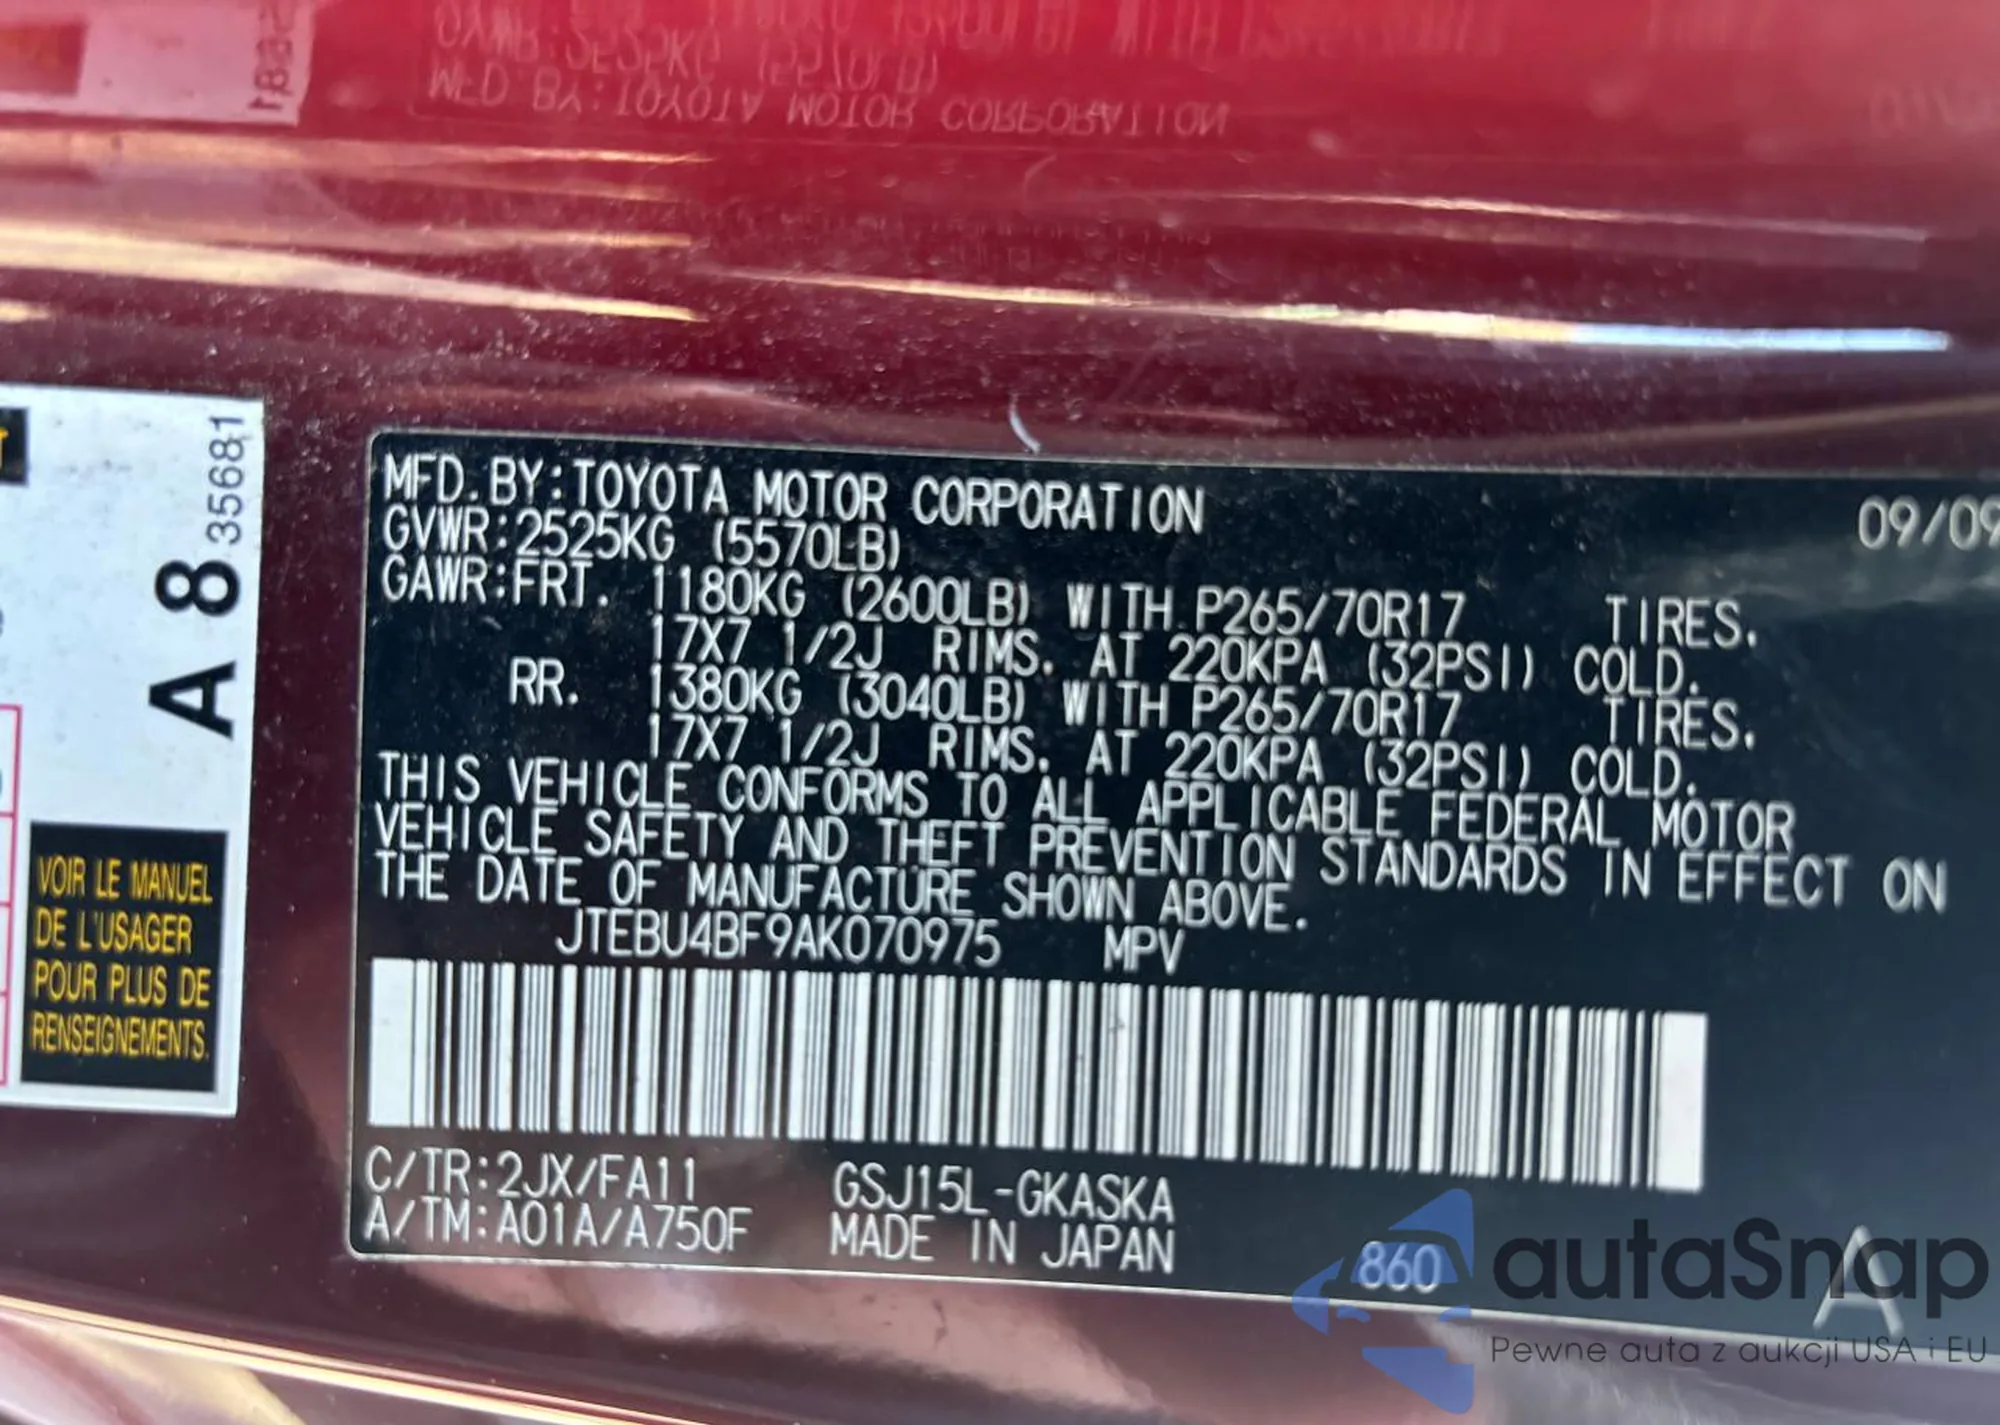 A 8 35681
VOIR LE MANUEL
DE L'USAGER
POUR PLUS DE
RENSEIGNEMENTS.
MFD. BY: TOYOTA MOTOR CORPORATION 09/09
GVWR: 2525KG (5570LB)
GAWR: FRT. 1180KG (2600LB) WITH P265/70R17 TIRES.
17X7 1/2J RIMS. AT 220KPA (32PSI) COLD.
RR. 1380KG (3040LB) WITH P265/70R17 TIRES.
17X7 1/2J RIMS. AT 220KPA (32PSI) COLD.
THIS VEHICLE CONFORMS TO ALL APPLICABLE FEDERAL MOTOR
VEHICLE SAFETY AND THEFT PREVENTION STANDARDS IN EFFECT ON
THE DATE OF MANUFACTURE SHOWN ABOVE.
JTEBU4BF9AK070975 MPV
C/TR: 2JX/FA11 GSJ15L-GKASKA
A/TM: A01A/A750F MADE IN JAPAN 860 A
autoSnap
Pewne auta z aukcji USA i EU